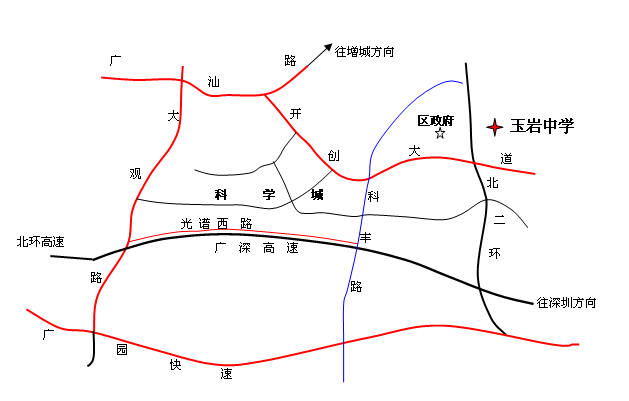 广汕路
往增城方向
大观路
开创大道
区政府
玉岩中学
科学城
科丰路
北二环
光谱西路
北环高速
广深高速
往深圳方向
广园快速